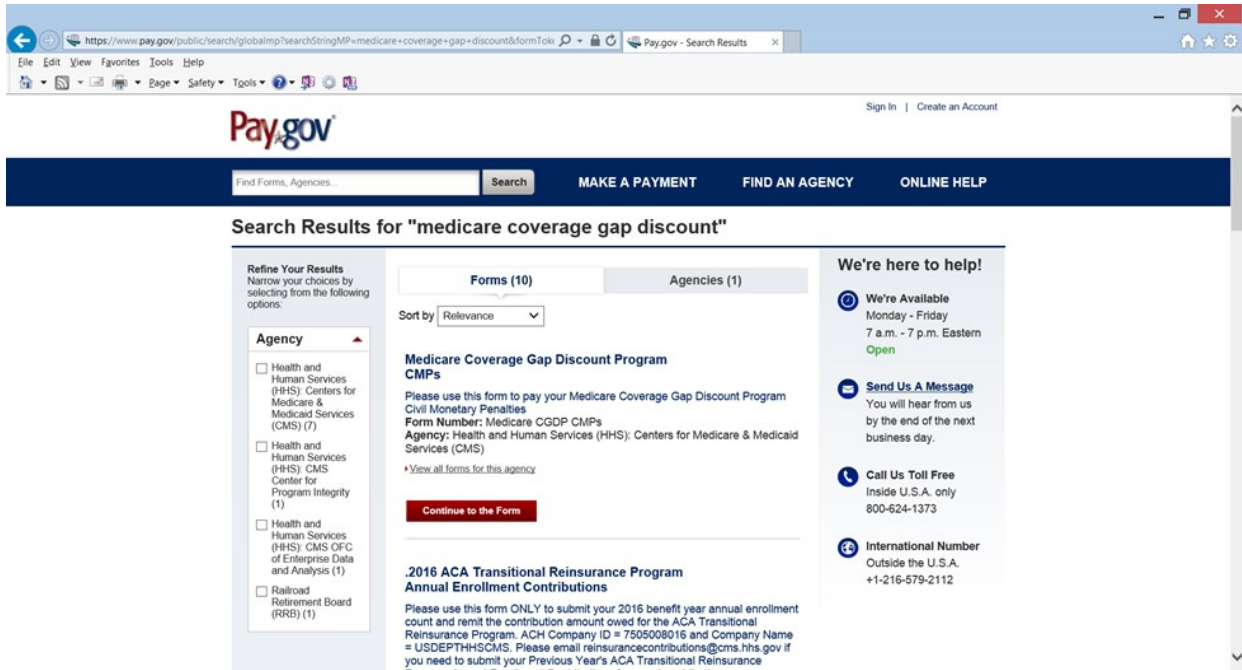 https://www.pay.gov/public/search/globalmp?searchStringMP=medicare+coverage+gap+discount&formTok
Pay.gov - Search Results
File Edit View Favorites Tools Help
Page Safety Tools
Sign In | Create an Account
Pay.gov
Find Forms, Agencies...
Search
MAKE A PAYMENT
FIND AN AGENCY
ONLINE HELP
Search Results for "medicare coverage gap discount"
Refine Your Results
Narrow your choices by
selecting from the following
options:
Agency
Health and
Human Services
(HHS): Centers for
Medicare &
Medicaid Services
(CMS) (7)
Health and
Human Services
(HHS): CMS
Center for
Program Integrity
(1)
Health and
Human Services
(HHS): CMS OFC
of Enterprise Data
and Analysis (1)
Railroad
Retirement Board
(RRB) (1)
Forms (10)
Agencies (1)
Sort by Relevance
Medicare Coverage Gap Discount Program
CMPs
Please use this form to pay your Medicare Coverage Gap Discount Program
Civil Monetary Penalties
Form Number: Medicare CGDP CMPs
Agency: Health and Human Services (HHS): Centers for Medicare & Medicaid
Services (CMS)
View all forms for this agency
Continue to the Form
.2016 ACA Transitional Reinsurance Program
Annual Enrollment Contributions
Please use this form ONLY to submit your 2016 benefit year annual enrollment
count and remit the contribution amount owed for the ACA Transitional
Reinsurance Program. ACH Company ID = 7505008016 and Company Name
= USDEPTHHSCMS. Please email reinsurancecontributions@cms.hhs.gov if
you need to submit your Previous Year's ACA Transitional Reinsurance
We're here to help!
We're Available
Monday - Friday
7 a.m. - 7 p.m. Eastern
Open
Send Us A Message
You will hear from us
by the end of the next
business day.
Call Us Toll Free
Inside U.S.A. only
800-624-1373
International Number
Outside the U.S.A.
+1-216-579-2112